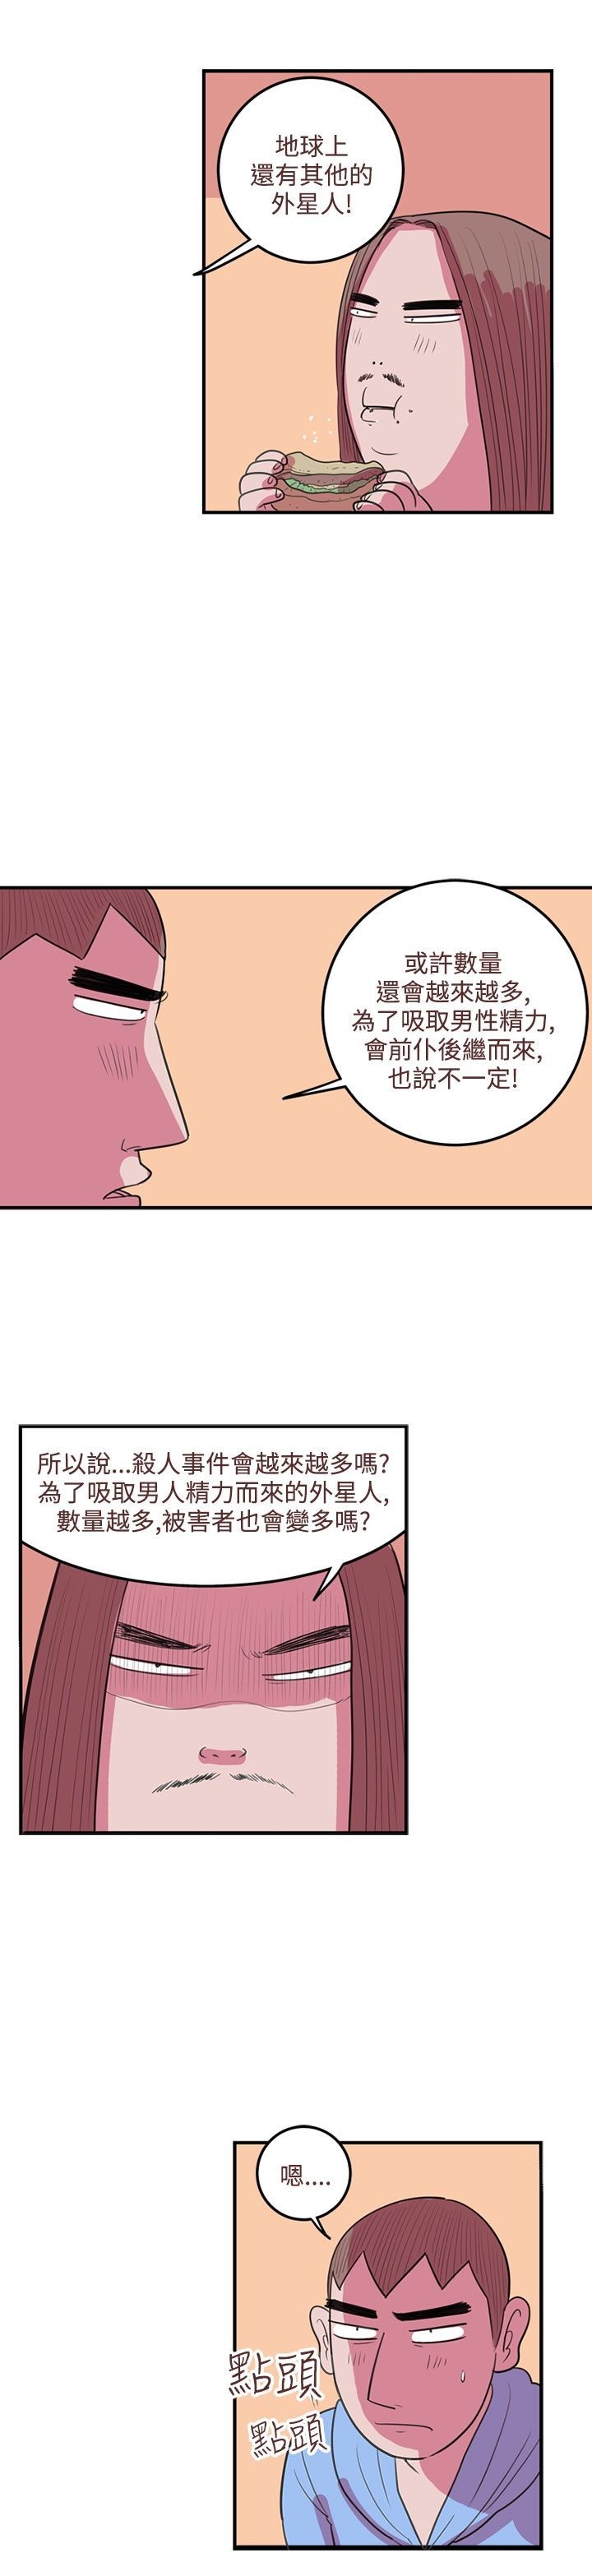 地球上
還有其他的
外星人!
或許數量
還會越來越多,
為了吸取男性精力,
會前仆後繼而來,
也說不一定!
所以說...殺人事件會越來越多嗎?
為了吸取男人精力而來的外星人,
數量越多,被害者也會變多嗎?
嗯....
點頭
點頭